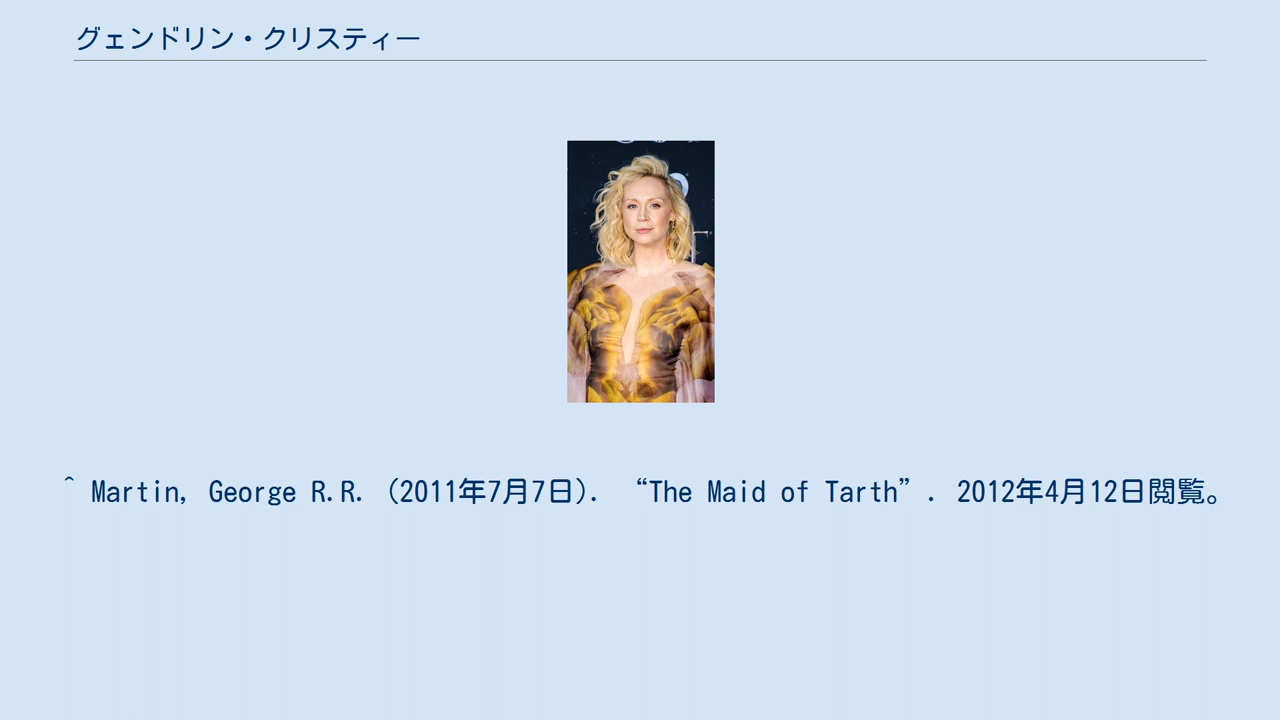 グェンドリン・クリスティー
^ Martin, George R.R. (2011年7月7日). “The Maid of Tarth”. 2012年4月12日閲覧。